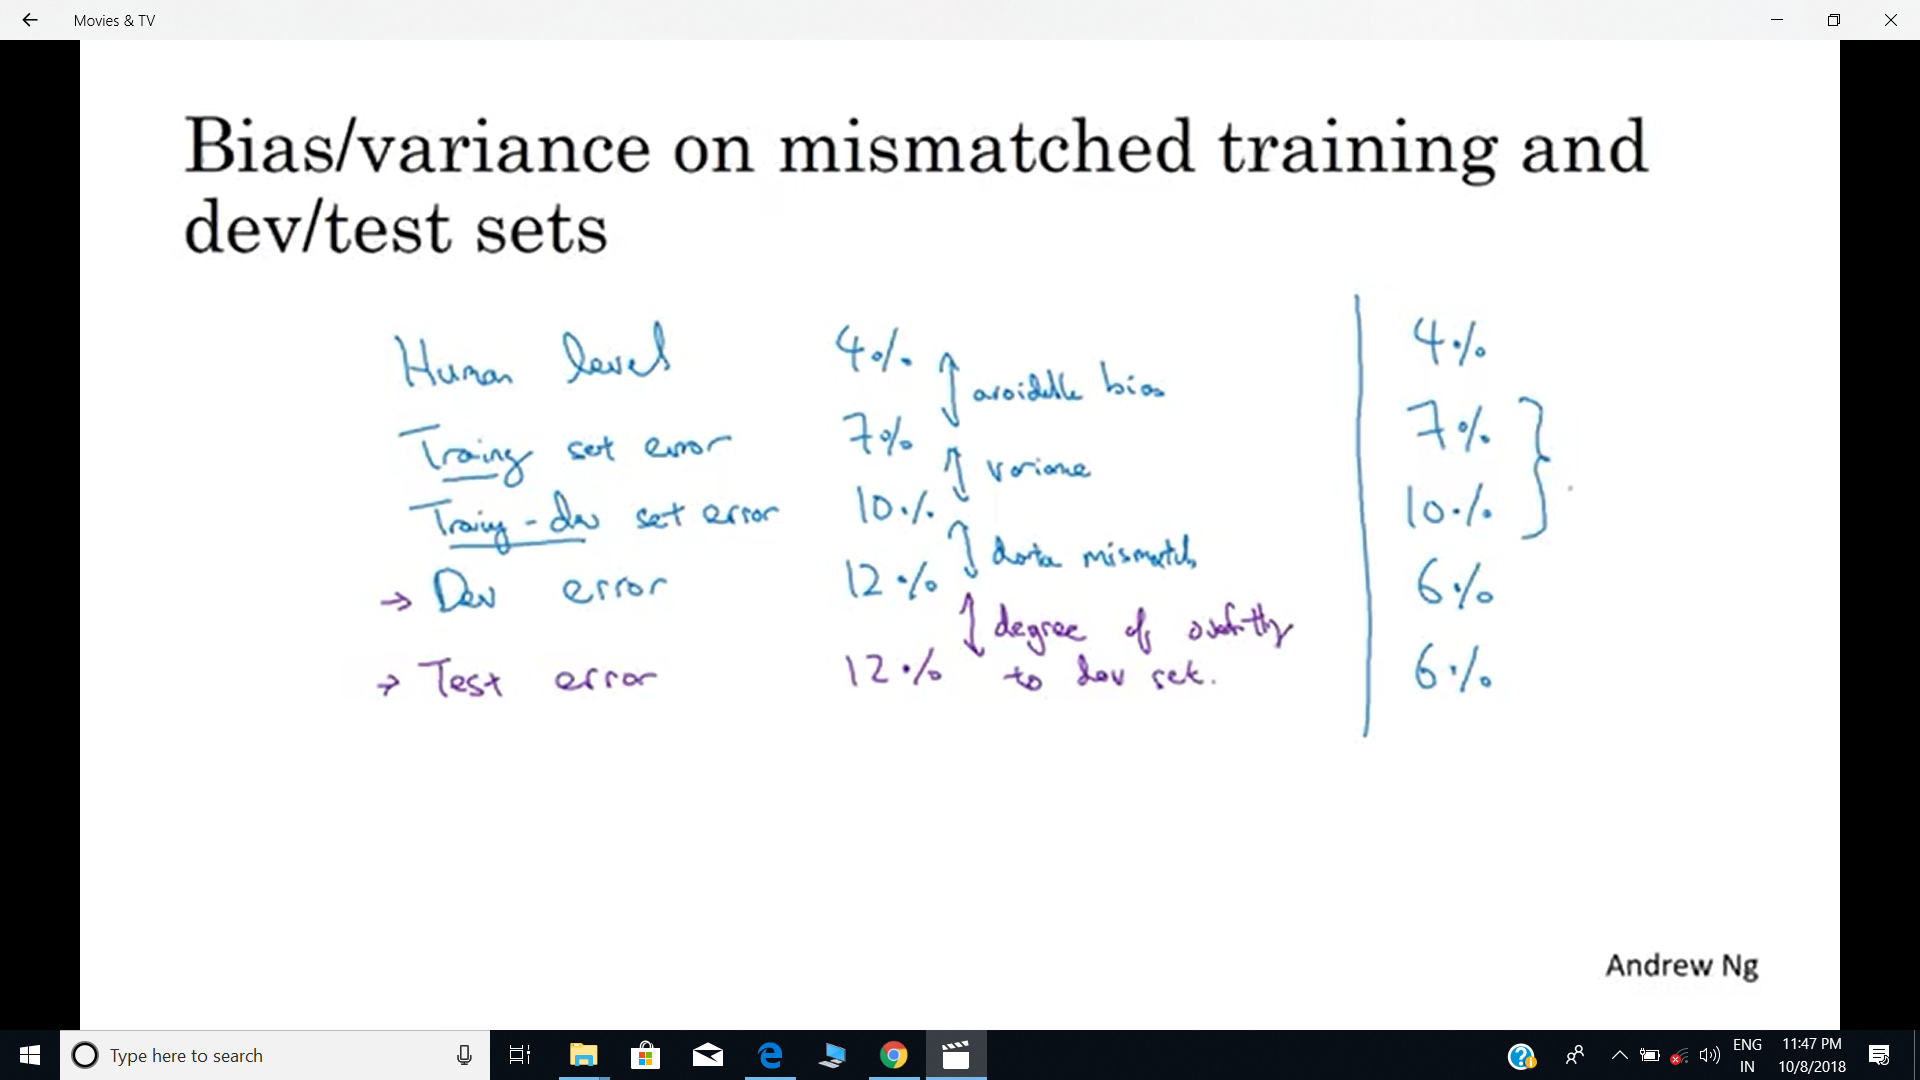 Movies & TV
Bias/variance on mismatched training and
dev/test sets
Human level 4% 4%
avoidable bias
Training set error 7% 7%
variance
Training-dev set error 10% 10%
data mismatch
Dev error 12% 6%
degree of overfitting
Test error 12% to dev set. 6%
Andrew Ng
Type here to search
ENG 11:47 PM
IN 10/8/2018